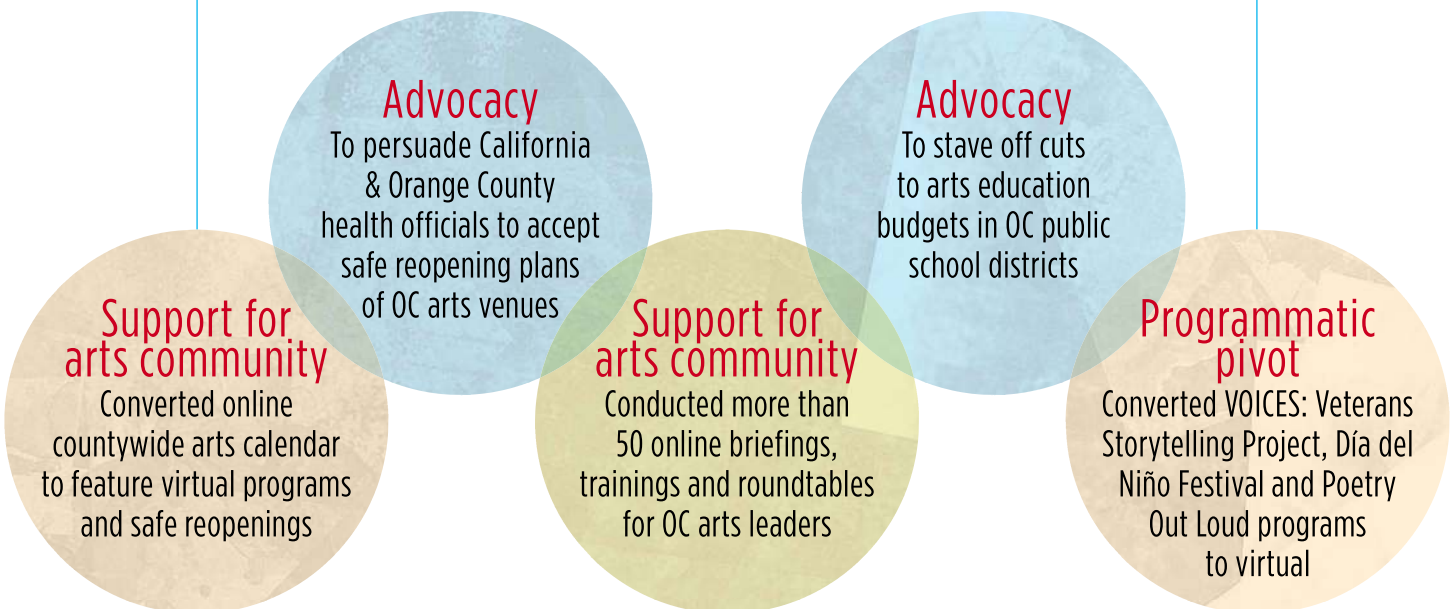 Support for
arts community
Converted online
countywide arts calendar
to feature virtual programs
and safe reopenings
Advocacy
To persuade California
& Orange County
health officials to accept
safe reopening plans
of OC arts venues
Support for
arts community
Conducted more than
50 online briefings,
trainings and roundtables
for OC arts leaders
Advocacy
To stave off cuts
to arts education
budgets in OC public
school districts
Programmatic
pivot
Converted VOICES: Veterans
Storytelling Project, Día del
Niño Festival and Poetry
Out Loud programs
to virtual